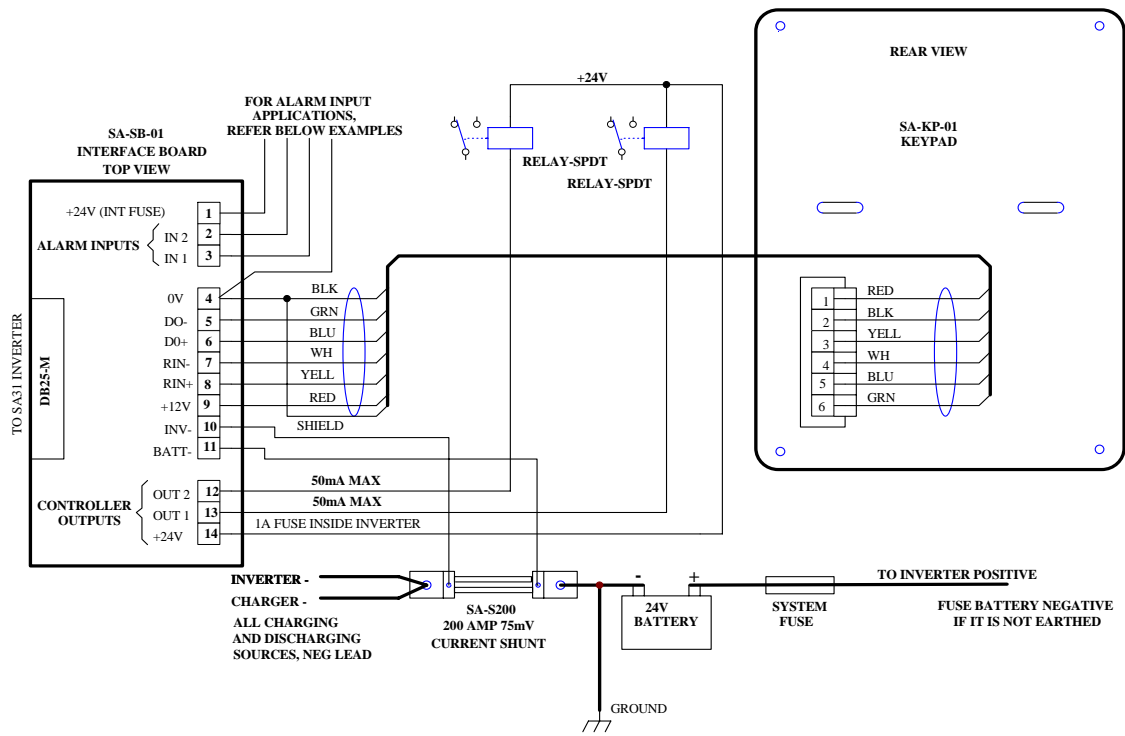 REAR VIEW
SA-KP-01
KEYPAD
+24V
FOR ALARM INPUT
APPLICATIONS,
REFER BELOW EXAMPLES
SA-SB-01
INTERFACE BOARD
TOP VIEW
RELAY-SPDT
RELAY-SPDT
+24V (INT FUSE) 1
ALARM INPUTS
IN 2 2
IN 1 3
0V 4 BLK
DO- 5 GRN
D0+ 6 BLU
RIN- 7 WH
RIN+ 8 YELL
+12V 9 RED
INV- 10 SHIELD
BATT- 11
TO SA31 INVERTER
DB25-M
1 RED
2 BLK
3 YELL
4 WH
5 BLU
6 GRN
CONTROLLER
OUTPUTS
OUT 2 12 50mA MAX
OUT 1 13 50mA MAX
+24V 14 1A FUSE INSIDE INVERTER
INVERTER -
CHARGER -
ALL CHARGING
AND DISCHARGING
SOURCES, NEG LEAD
SA-S200
200 AMP 75mV
CURRENT SHUNT
- +
24V
BATTERY
SYSTEM
FUSE
TO INVERTER POSITIVE
FUSE BATTERY NEGATIVE
IF IT IS NOT EARTHED
GROUND